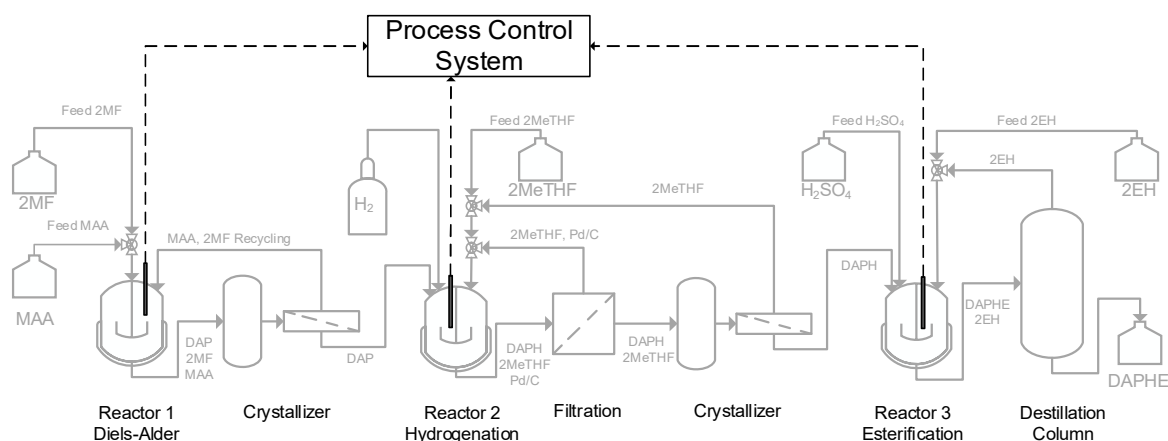 Process Control
System
Feed 2MF
Feed 2MeTHF
Feed H₂SO₄
Feed 2EH
2EH
2MF
H₂
2MeTHF
2MeTHF
H₂SO₄
2EH
Feed MAA
MAA, 2MF Recycling
2MeTHF, Pd/C
DAPH
MAA
DAP
2MF
MAA
DAP
DAPH
2MeTHF
Pd/C
DAPH
2MeTHF
DAPHE
2EH
DAPHE
Reactor 1
Diels-Alder
Crystallizer
Reactor 2
Hydrogenation
Filtration
Crystallizer
Reactor 3
Esterification
Destillation
Column